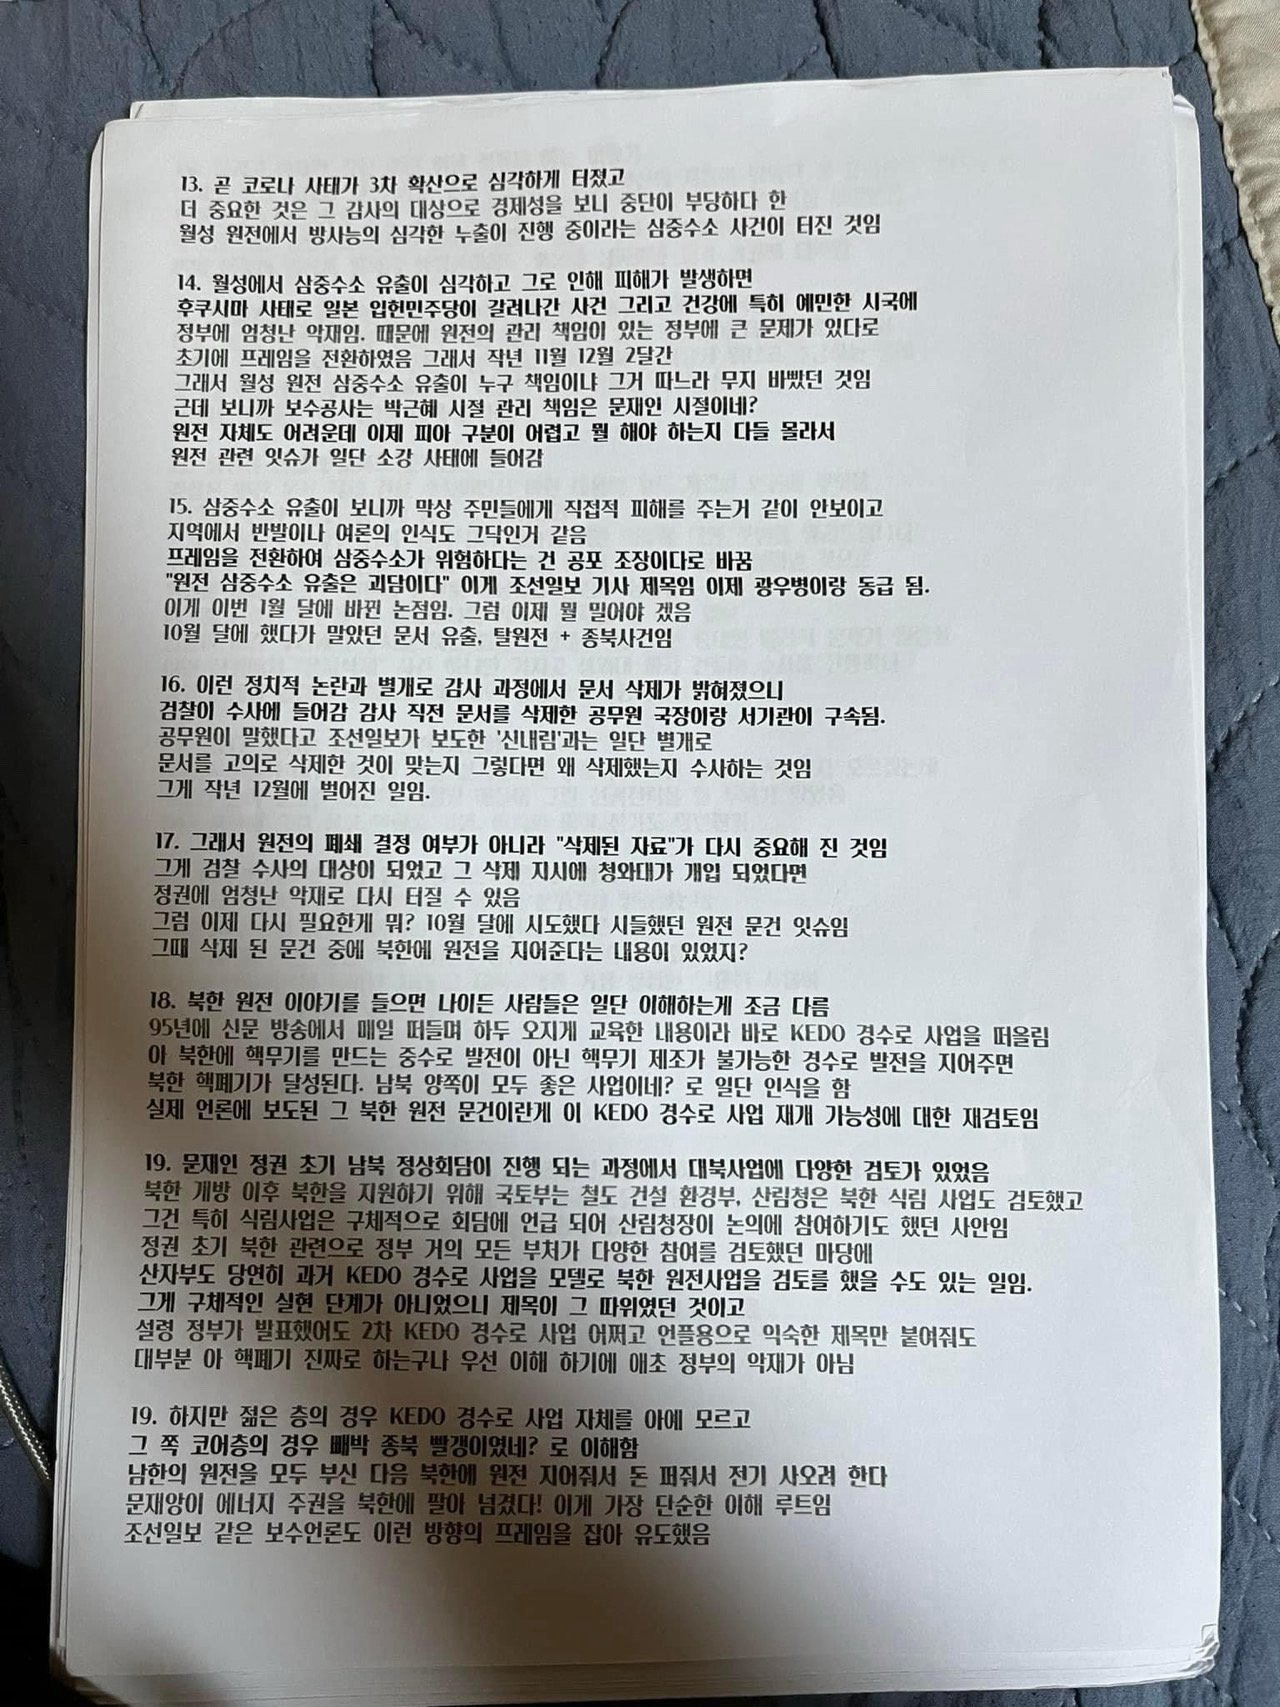 13. 곧 코로나 사태가 3차 확산으로 심각하게 터졌고
더 중요한 것은 그 감사의 대상으로 경제성을 보니 중단이 부당하다 한
월성 원전에서 방사능의 심각한 누출이 진행 중이라는 삼중수소 사건이 터진 것임
14. 월성에서 삼중수소 유출이 심각하고 그로 인해 피해가 발생하면
후쿠시마 사태로 일본 입헌민주당이 갈려나간 사건 그리고 건강에 특히 예민한 시국에
정부에 엄청난 악재임. 때문에 원전의 관리 책임이 있는 정부에 큰 문제가 있다로
초기에 프레임을 전환하였음 그래서 작년 11월 12월 2달간
그래서 월성 원전 삼중수소 유출이 누구 책임이냐 그거 따느라 무지 바빴던 것임
근데 보니까 보수공사는 박근혜 시절 관리 책임은 문재인 시절이네?
원전 자체도 어려운데 이제 피아 구분이 어렵고 뭘 해야 하는지 다들 몰라서
원전 관련 잇슈가 일단 소강 사태에 들어감
15. 삼중수소 유출이 보니까 막상 주민들에게 직접적 피해를 주는거 같이 안보이고
지역에서 반발이나 여론의 인식도 그닥인거 같음
프레임을 전환하여 삼중수소가 위험하다는 건 공포 조장이다로 바꿈
"원전 삼중수소 유출은 괴담이다" 이게 조선일보 기사 제목임 이제 광우병이랑 동급 됨.
이게 이번 1월 달에 바뀐 논점임. 그럼 이제 뭘 밀어야 겠음
10월 달에 했다가 말았던 문서 유출, 탈원전 + 종북사건임
16. 이런 정치적 논란과 별개로 감사 과정에서 문서 삭제가 밝혀졌으니
검찰이 수사에 들어감 감사 직전 문서를 삭제한 공무원 국장이랑 서기관이 구속됨.
공무원이 말했다고 조선일보가 보도한 '신내림'과는 일단 별개로
문서를 고의로 삭제한 것이 맞는지 그렇다면 왜 삭제했는지 수사하는 것임
그게 작년 12월에 벌어진 일임.
17. 그래서 원전의 폐쇄 결정 여부가 아니라 "삭제된 자료"가 다시 중요해 진 것임
그게 검찰 수사의 대상이 되었고 그 삭제 지시에 청와대가 개입 되었다면
정권에 엄청난 악재로 다시 터질 수 있음
그럼 이제 다시 필요한게 뭐? 10월 달에 시도했다 시들했던 원전 문건 잇슈임
그때 삭제 된 문건 중에 북한에 원전을 지어준다는 내용이 있었지?
18. 북한 원전 이야기를 들으면 나이든 사람들은 일단 이해하는게 조금 다름
95년에 신문 방송에서 매일 떠들며 하두 오지게 교육한 내용이라 바로 KEDO 경수로 사업을 떠올림
아 북한에 핵무기를 만드는 중수로 발전이 아닌 핵무기 제조가 불가능한 경수로 발전을 지어주면
북한 핵폐기가 달성된다. 남북 양쪽이 모두 좋은 사업이네? 로 일단 인식을 함
실제 언론에 보도된 그 북한 원전 문건이란게 이 KEDO 경수로 사업 재개 가능성에 대한 재검토임
19. 문재인 정권 초기 남북 정상회담이 진행 되는 과정에서 대북사업에 다양한 검토가 있었음
북한 개방 이후 북한을 지원하기 위해 국토부는 철도 건설 환경부, 산림청은 북한 식림 사업도 검토했고
그건 특히 식림사업은 구체적으로 회담에 언급 되어 산림청장이 논의에 참여하기도 했던 사안임
정권 초기 북한 관련으로 정부 거의 모든 부처가 다양한 참여를 검토했던 마당에
산자부도 당연히 과거 KEDO 경수로 사업을 모델로 북한 원전사업을 검토를 했을 수도 있는 일임.
그게 구체적인 실현 단계가 아니었으니 제목이 그 따위였던 것이고
설령 정부가 발표했어도 2차 KEDO 경수로 사업 어쩌고 언플용으로 익숙한 제목만 붙여줘도
대부분 아 핵폐기 진짜로 하는구나 우선 이해 하기에 애초 정부의 악재가 아님
19. 하지만 젊은 층의 경우 KEDO 경수로 사업 자체를 아에 모르고
그 쪽 코어층의 경우 빼박 종북 빨갱이였네? 로 이해함
남한의 원전을 모두 부신 다음 북한에 원전 지어줘서 돈 퍼줘서 전기 사오려 한다
문재앙이 에너지 주권을 북한에 팔아 넘겼다! 이게 가장 단순한 이해 루트임
조선일보 같은 보수언론도 이런 방향의 프레임을 잡아 유도했음